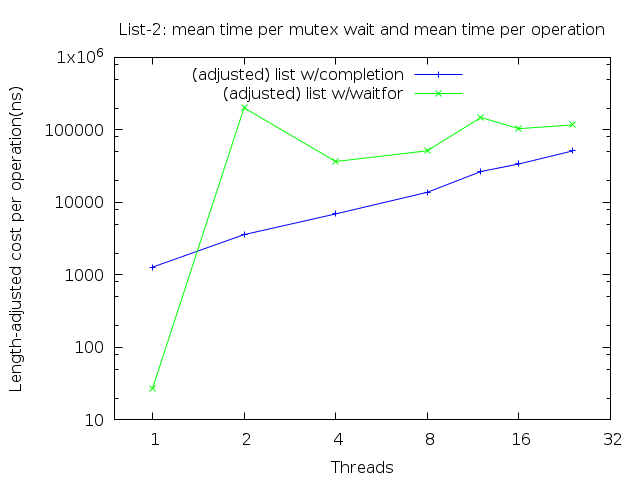 List-2: mean time per mutex wait and mean time per operation
(adjusted) list w/completion
(adjusted) list w/waitfor
Length-adjusted cost per operation(ns)
1x10^6
100000
10000
1000
100
10
1 2 4 8 16 32
Threads